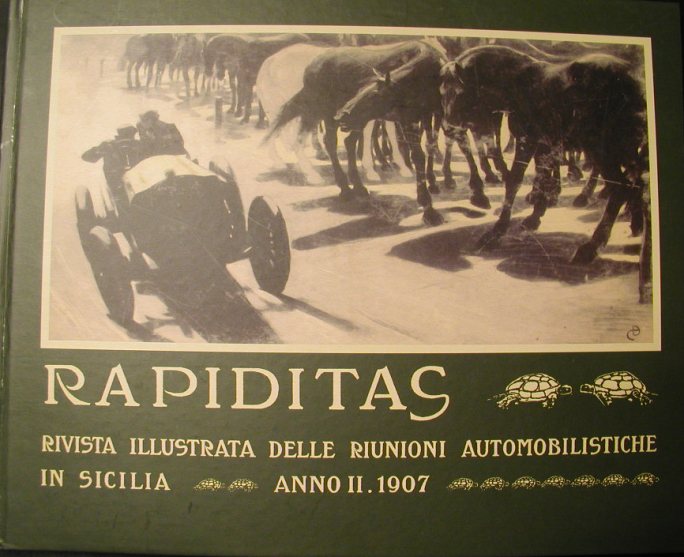 RAPIDITAS
RIVISTA ILLUSTRATA DELLE RIUNIONI AUTOMOBILISTICHE
IN SICILIA ANNO II. 1907